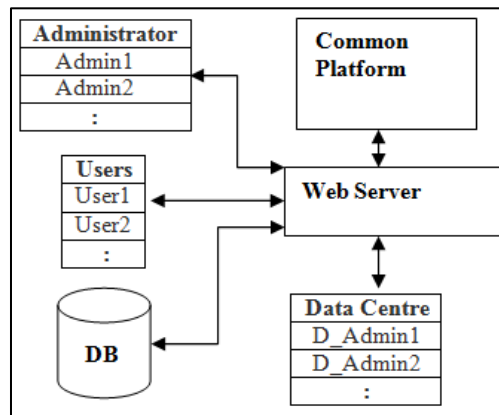 Administrator
Admin1
Admin2
:
Common
Platform
Users
User1
User2
:
Web Server
DB
Data Centre
D_Admin1
D_Admin2
: